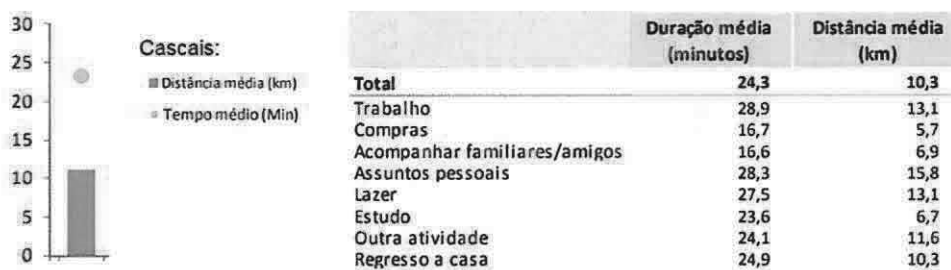 30
25
20
15
10
5
0
Cascais:
Distância média (km)
Tempo médio (Min)
Duração média (minutos) Distância média (km)
Total 24,3 10,3
Trabalho 28,9 13,1
Compras 16,7 5,7
Acompanhar familiares/amigos 16,6 6,9
Assuntos pessoais 28,3 15,8
Lazer 27,5 13,1
Estudo 23,6 6,7
Outra atividade 24,1 11,6
Regresso a casa 24,9 10,3